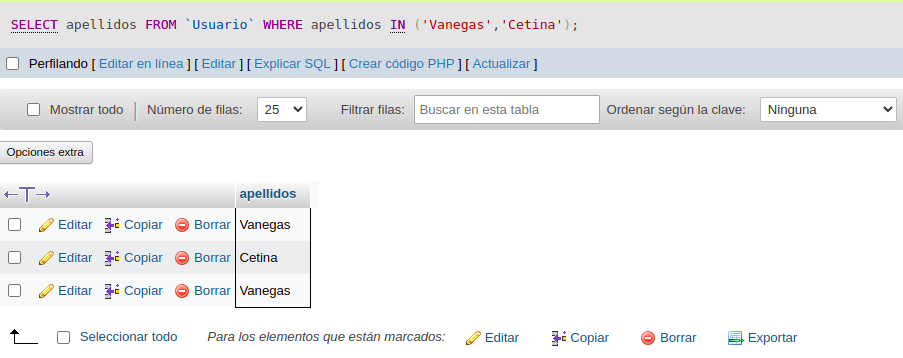 SELECT apellidos FROM `Usuario` WHERE apellidos IN ('Vanegas','Cetina');
Perfilando [ Editar en línea ] [ Editar ] [ Explicar SQL ] [ Crear código PHP ] [ Actualizar ]
Mostrar todo Número de filas: 25 Filtrar filas: Buscar en esta tabla Ordenar según la clave: Ninguna
Opciones extra
←T→ apellidos
Editar Copiar Borrar Vanegas
Editar Copiar Borrar Cetina
Editar Copiar Borrar Vanegas
Seleccionar todo Para los elementos que están marcados: Editar Copiar Borrar Exportar